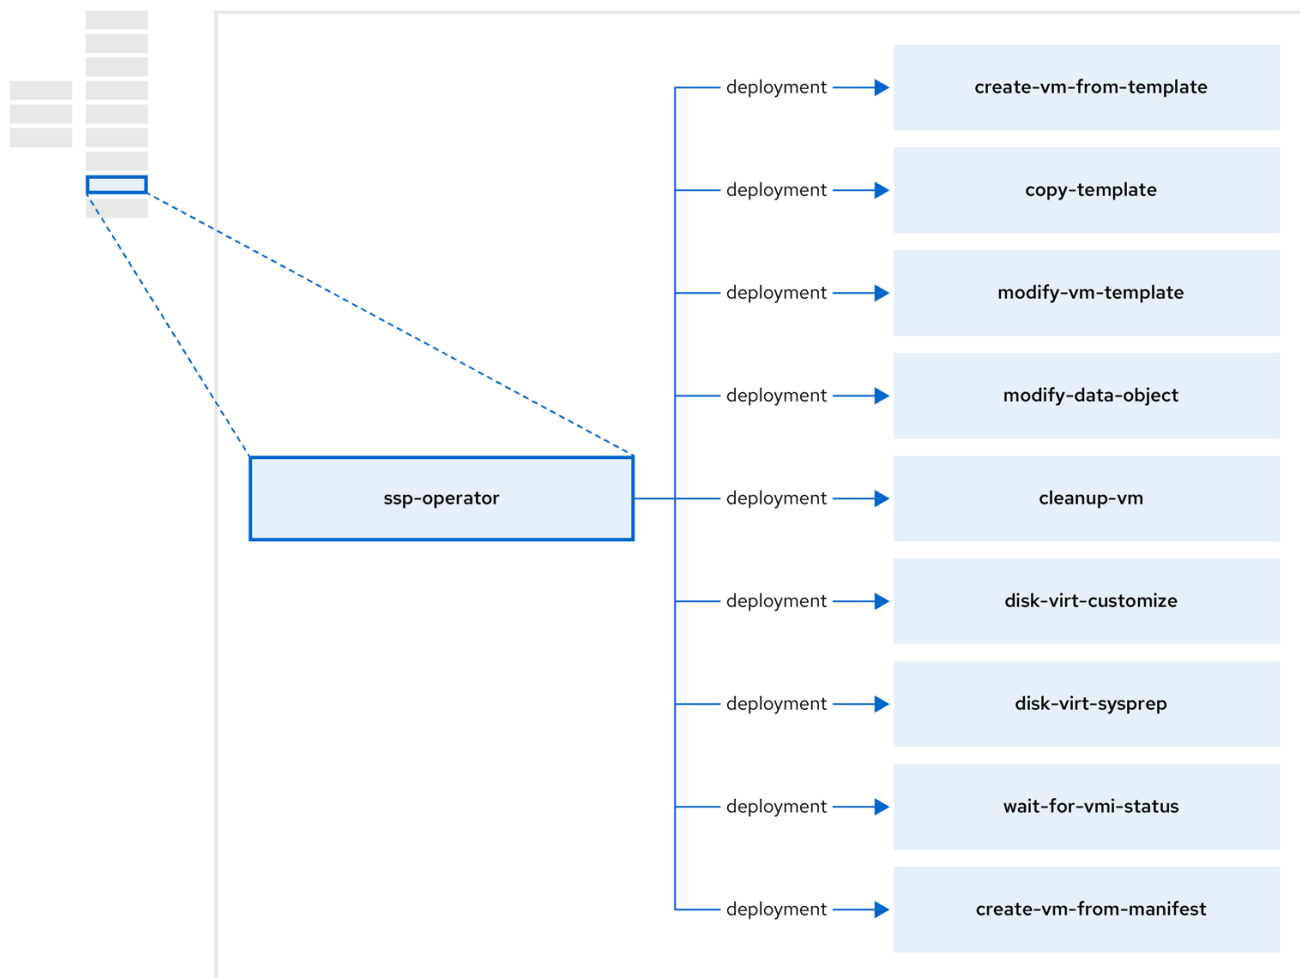 deployment
create-vm-from-template
deployment
copy-template
deployment
modify-vm-template
deployment
modify-data-object
ssp-operator
deployment
cleanup-vm
deployment
disk-virt-customize
deployment
disk-virt-sysprep
deployment
wait-for-vmi-status
deployment
create-vm-from-manifest